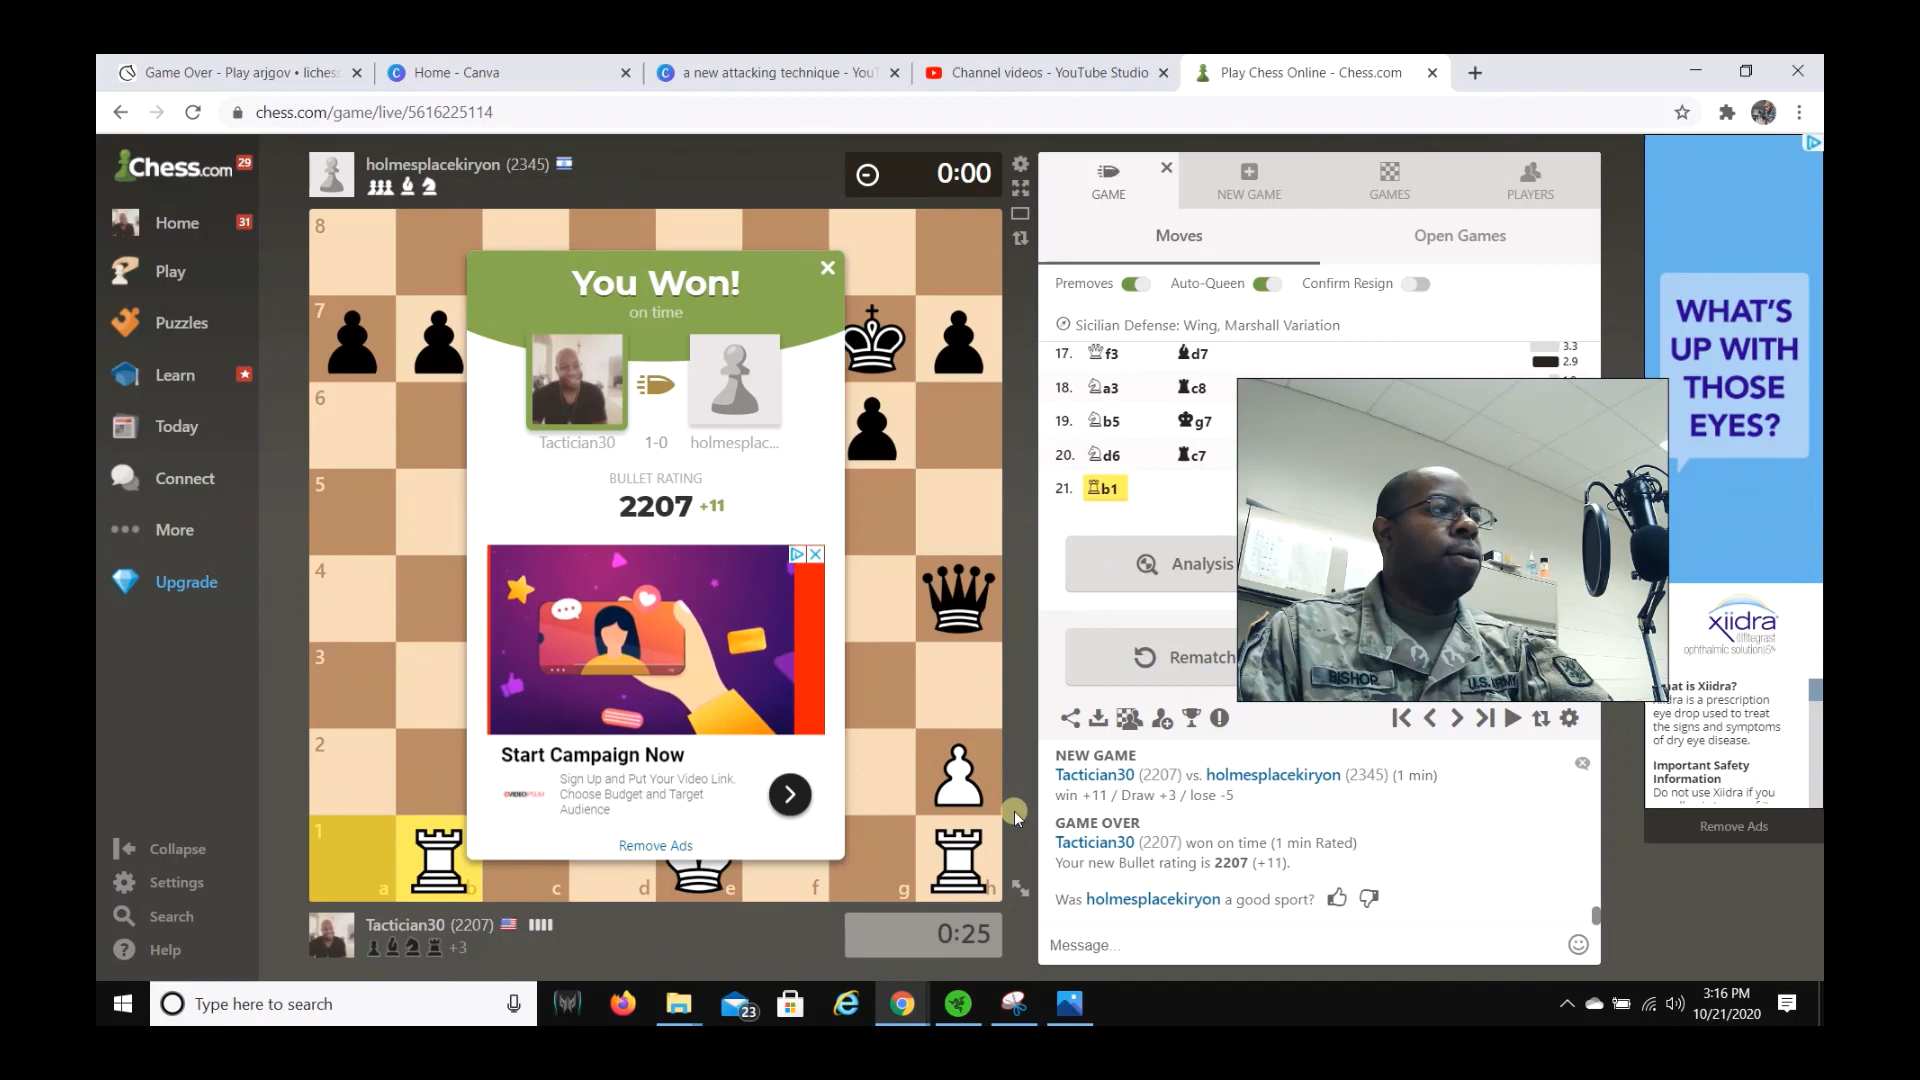 Game Over - Play arjgov • lichess
Home - Canva
a new attacking technique - YouT
Channel videos - YouTube Studio
Play Chess Online - Chess.com
chess.com/game/live/5616225114
Chess.com
29
Home
31
Play
Puzzles
Learn
Today
Connect
More
Upgrade
Collapse
Settings
Search
Help
holmesplacekiryon (2345)
0:00
8
7
6
5
4
3
2
1
a
b
c
d
e
f
g
h
You Won!
on time
Tactician30
1-0
holmesplac...
BULLET RATING
2207 +11
Start Campaign Now
Sign Up and Put Your Video Link.
Choose Budget and Target
Audience
Remove Ads
Tactician30 (2207)
+3
0:25
GAME
NEW GAME
GAMES
PLAYERS
Moves
Open Games
Premoves
Auto-Queen
Confirm Resign
Sicilian Defense: Wing, Marshall Variation
17. f3 d7
3.3
2.9
18. a3 c8
19. b5 g7
20. d6 c7
21. b1
Analysis
Rematch
BISHOP
U.S. ARMY
NEW GAME
Tactician30 (2207) vs. holmesplacekiryon (2345) (1 min)
win +11 / Draw +3 / lose -5
GAME OVER
Tactician30 (2207) won on time (1 min Rated)
Your new Bullet rating is 2207 (+11).
Was holmesplacekiryon a good sport?
Message...
WHAT'S
UP WITH
THOSE
EYES?
xiidra
(lifitegrast
ophthalmic solution)5%
at is Xiidra?
dra is a prescription
eye drop used to treat
the signs and symptoms
of dry eye disease.
Important Safety
Information
Do not use Xiidra if you
Remove Ads
Type here to search
23
3:16 PM
10/21/2020